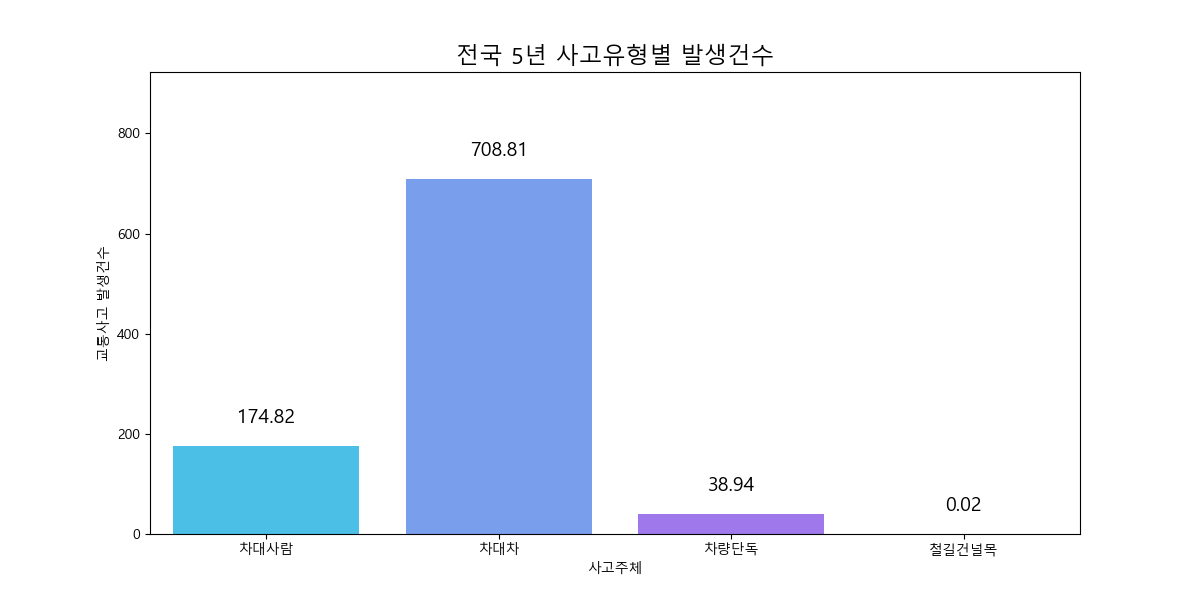 전국 5년 사고유형별 발생건수
교통사고 발생건수
800
600
400
200
0
174.82
708.81
38.94
0.02
차대사람
차대차
차량단독
철길건널목
사고주체